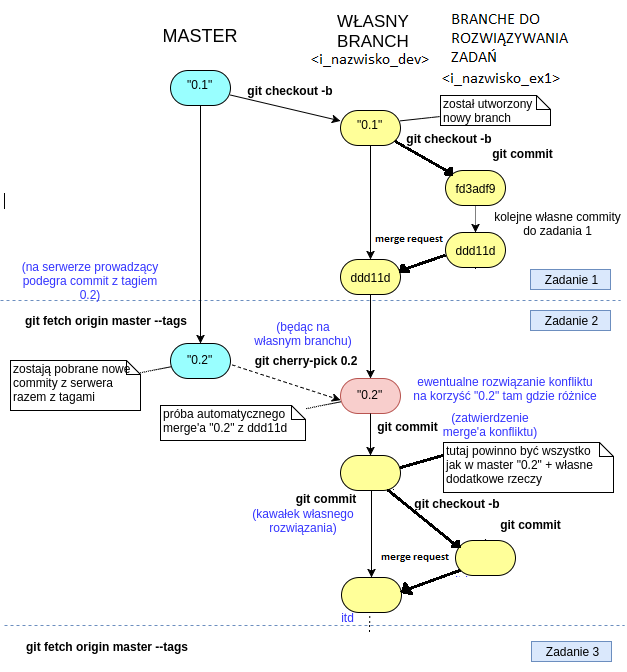 MASTER
WŁASNY
BRANCH
<i_nazwisko_dev>
BRANCHE DO
ROZWIĄZYWANIA
ZADAŃ
<i_nazwisko_ex1>
"0.1"
git checkout -b
"0.1"
został utworzony
nowy branch
git checkout -b
git commit
fd3adf9
kolejne własne commity
do zadania 1
merge request
ddd11d
ddd11d
(na serwerze prowadzący
podegra commit z tagiem
0.2)
Zadanie 1
Zadanie 2
git fetch origin master --tags
(będąc na
własnym branchu)
"0.2"
git cherry-pick 0.2
zostają pobrane nowe
commity z serwera
razem z tagami
"0.2"
ewentualne rozwiązanie konfliktu
na korzyść "0.2" tam gdzie różnice
próba automatycznego
merge'a "0.2" z ddd11d
git commit
(zatwierdzenie
merge'a konfliktu)
tutaj powinno być wszystko
jak w master "0.2" + własne
dodatkowe rzeczy
git commit
(kawałek własnego
rozwiązania)
git checkout -b
git commit
merge request
itd
git fetch origin master --tags
Zadanie 3